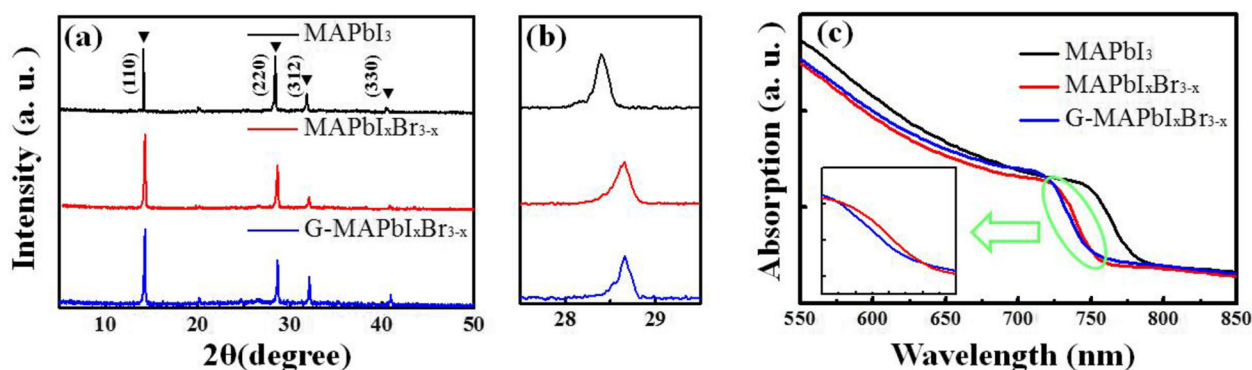 (a)
MAPbI₃
(110)
(220)
(312)
(330)
MAPbIₓBr₃₋ₓ
G-MAPbIₓBr₃₋ₓ
Intensity (a. u.)
10 20 30 40 50
2θ(degree)
(b)
28 29
(c)
MAPbI₃
MAPbIₓBr₃₋ₓ
G-MAPbIₓBr₃₋ₓ
Absorption (a. u.)
550 600 650 700 750 800 850
Wavelength (nm)